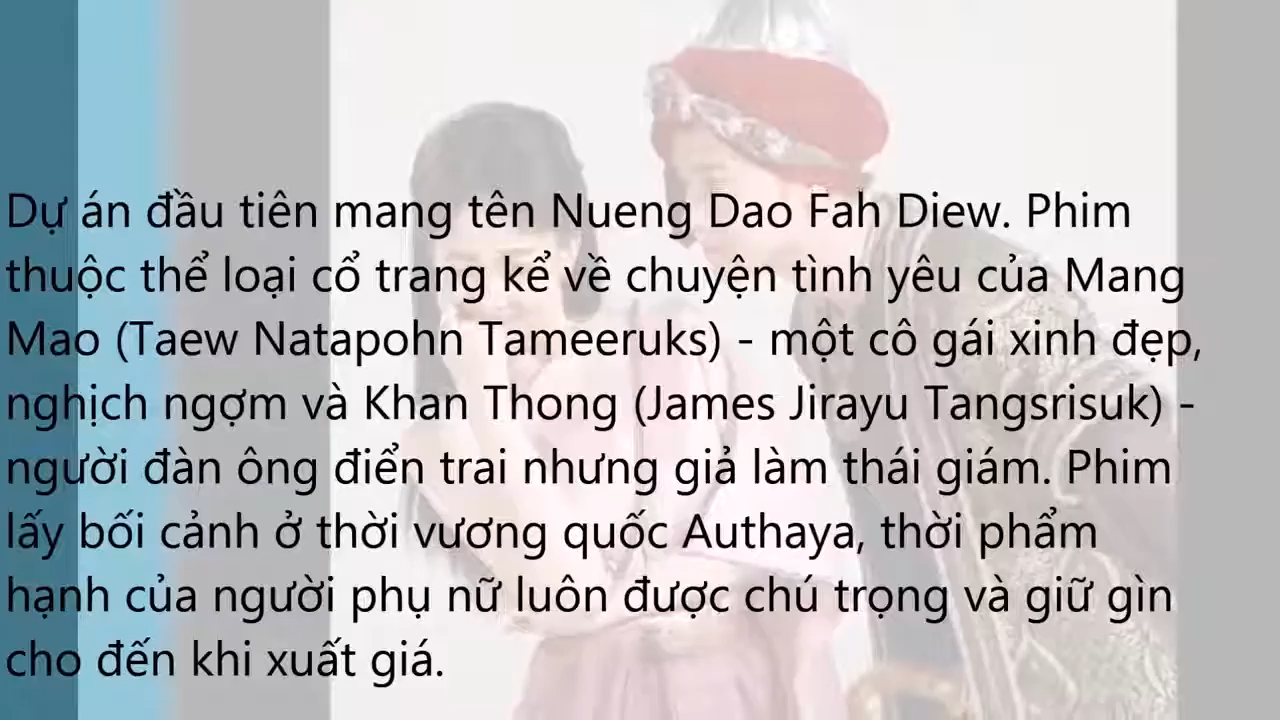 Dự án đầu tiên mang tên Nueng Dao Fah Diew. Phim
thuộc thể loại cổ trang kể về chuyện tình yêu của Mang
Mao (Taew Natapohn Tameeruks) - một cô gái xinh đẹp,
nghịch ngợm và Khan Thong (James Jirayu Tangsrisuk) -
người đàn ông điển trai nhưng giả làm thái giám. Phim
lấy bối cảnh ở thời vương quốc Authaya, thời phẩm
hạnh của người phụ nữ luôn được chú trọng và giữ gìn
cho đến khi xuất giá.